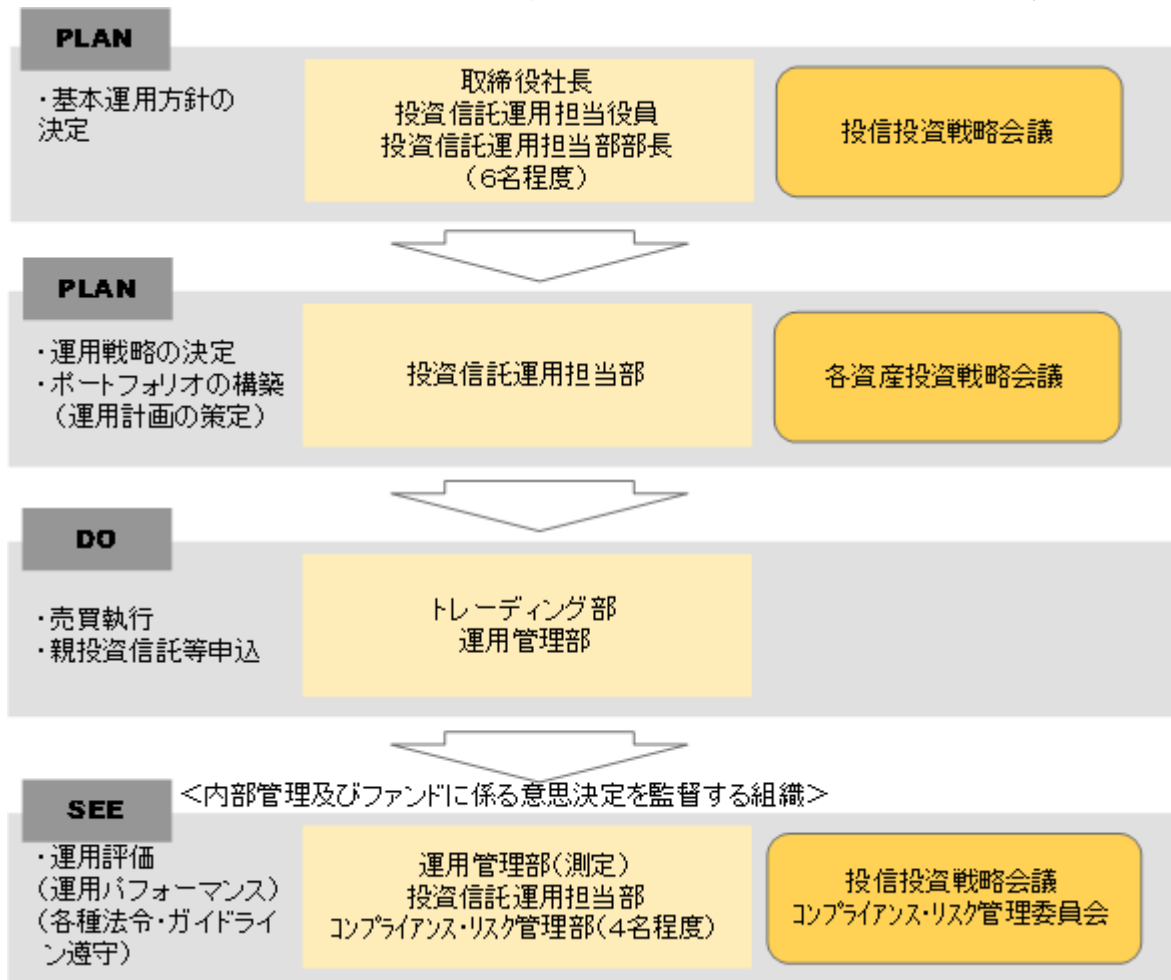 PLAN
・基本運用方針の
決定
取締役社長
投資信託運用担当役員
投資信託運用担当部部長
（6名程度）
投信投資戦略会議
PLAN
・運用戦略の決定
・ポートフォリオの構築
（運用計画の策定）
投資信託運用担当部
各資産投資戦略会議
DO
・売買執行
・親投資信託等申込
トレーディング部
運用管理部
SEE
＜内部管理及びファンドに係る意思決定を監督する組織＞
・運用評価
（運用パフォーマンス）
（各種法令・ガイドライ
ン遵守）
運用管理部（測定）
投資信託運用担当部
コンプライアンス・リスク管理部（4名程度）
投信投資戦略会議
コンプライアンス・リスク管理委員会